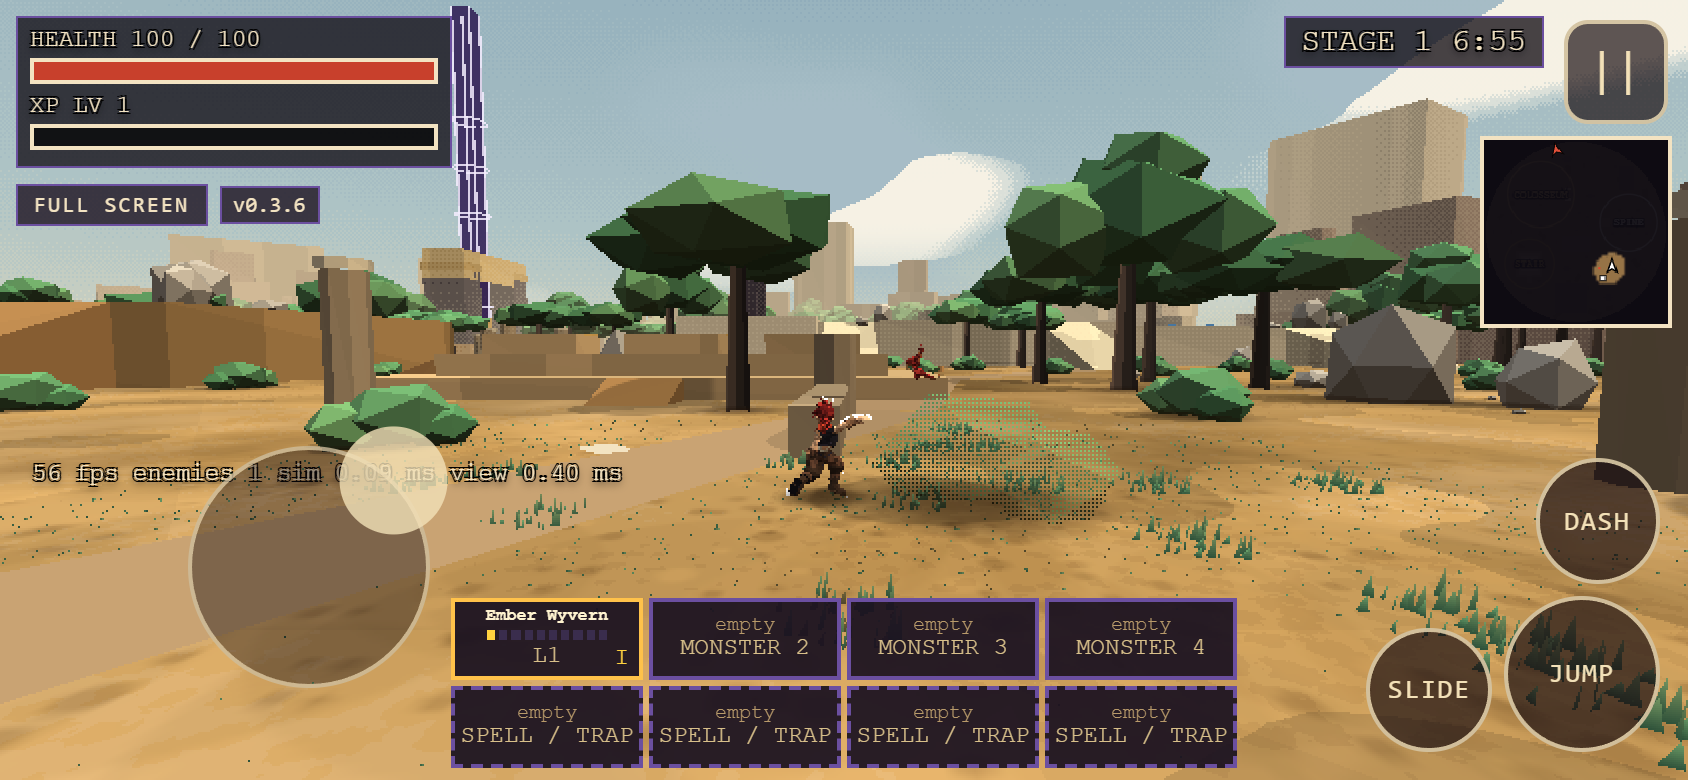 HEALTH 100 / 100
XP LV 1
FULL SCREEN
v0.3.6
STAGE 1 6:55
56 fps enemies 1 sim 0.09 ms view 0.40 ms
DASH
SLIDE
JUMP
Ember Wyvern
L1 I
empty
MONSTER 2
empty
MONSTER 3
empty
MONSTER 4
empty
SPELL / TRAP
empty
SPELL / TRAP
empty
SPELL / TRAP
empty
SPELL / TRAP